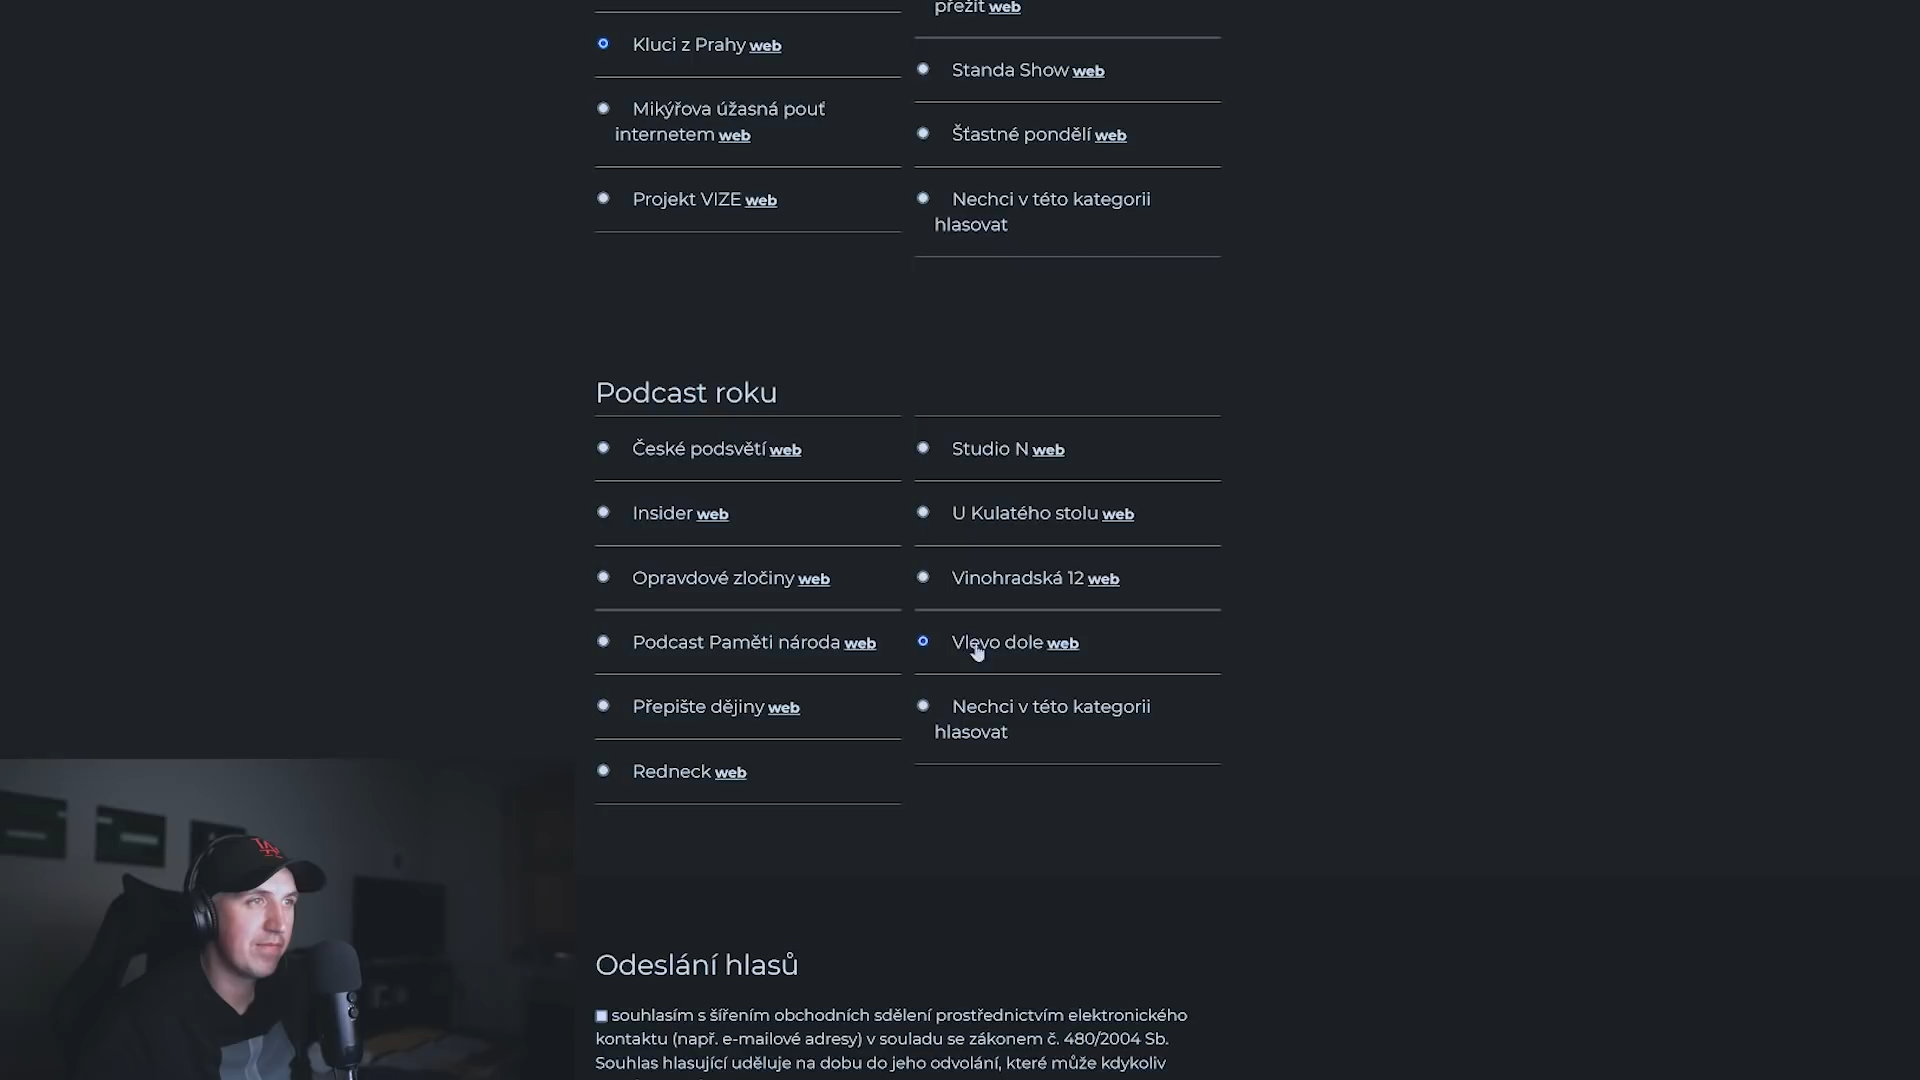 přežít web
Kluci z Prahy web
Standa Show web
Mikýřova úžasná pouť
internetem web
Šťastné pondělí web
Projekt VIZE web
Nechci v této kategorii
hlasovat
Podcast roku
České podsvětí web
Insider web
Opravdové zločiny web
Podcast Paměti národa web
Přepište dějiny web
Redneck web
Studio N web
U Kulatého stolu web
Vinohradská 12 web
Vlevo dole web
Nechci v této kategorii
hlasovat
Odeslání hlasů
souhlasím s šířením obchodních sdělení prostřednictvím elektronického
kontaktu (např. e-mailové adresy) v souladu se zákonem č. 480/2004 Sb.
Souhlas hlasující uděluje na dobu do jeho odvolání, které může kdykoliv